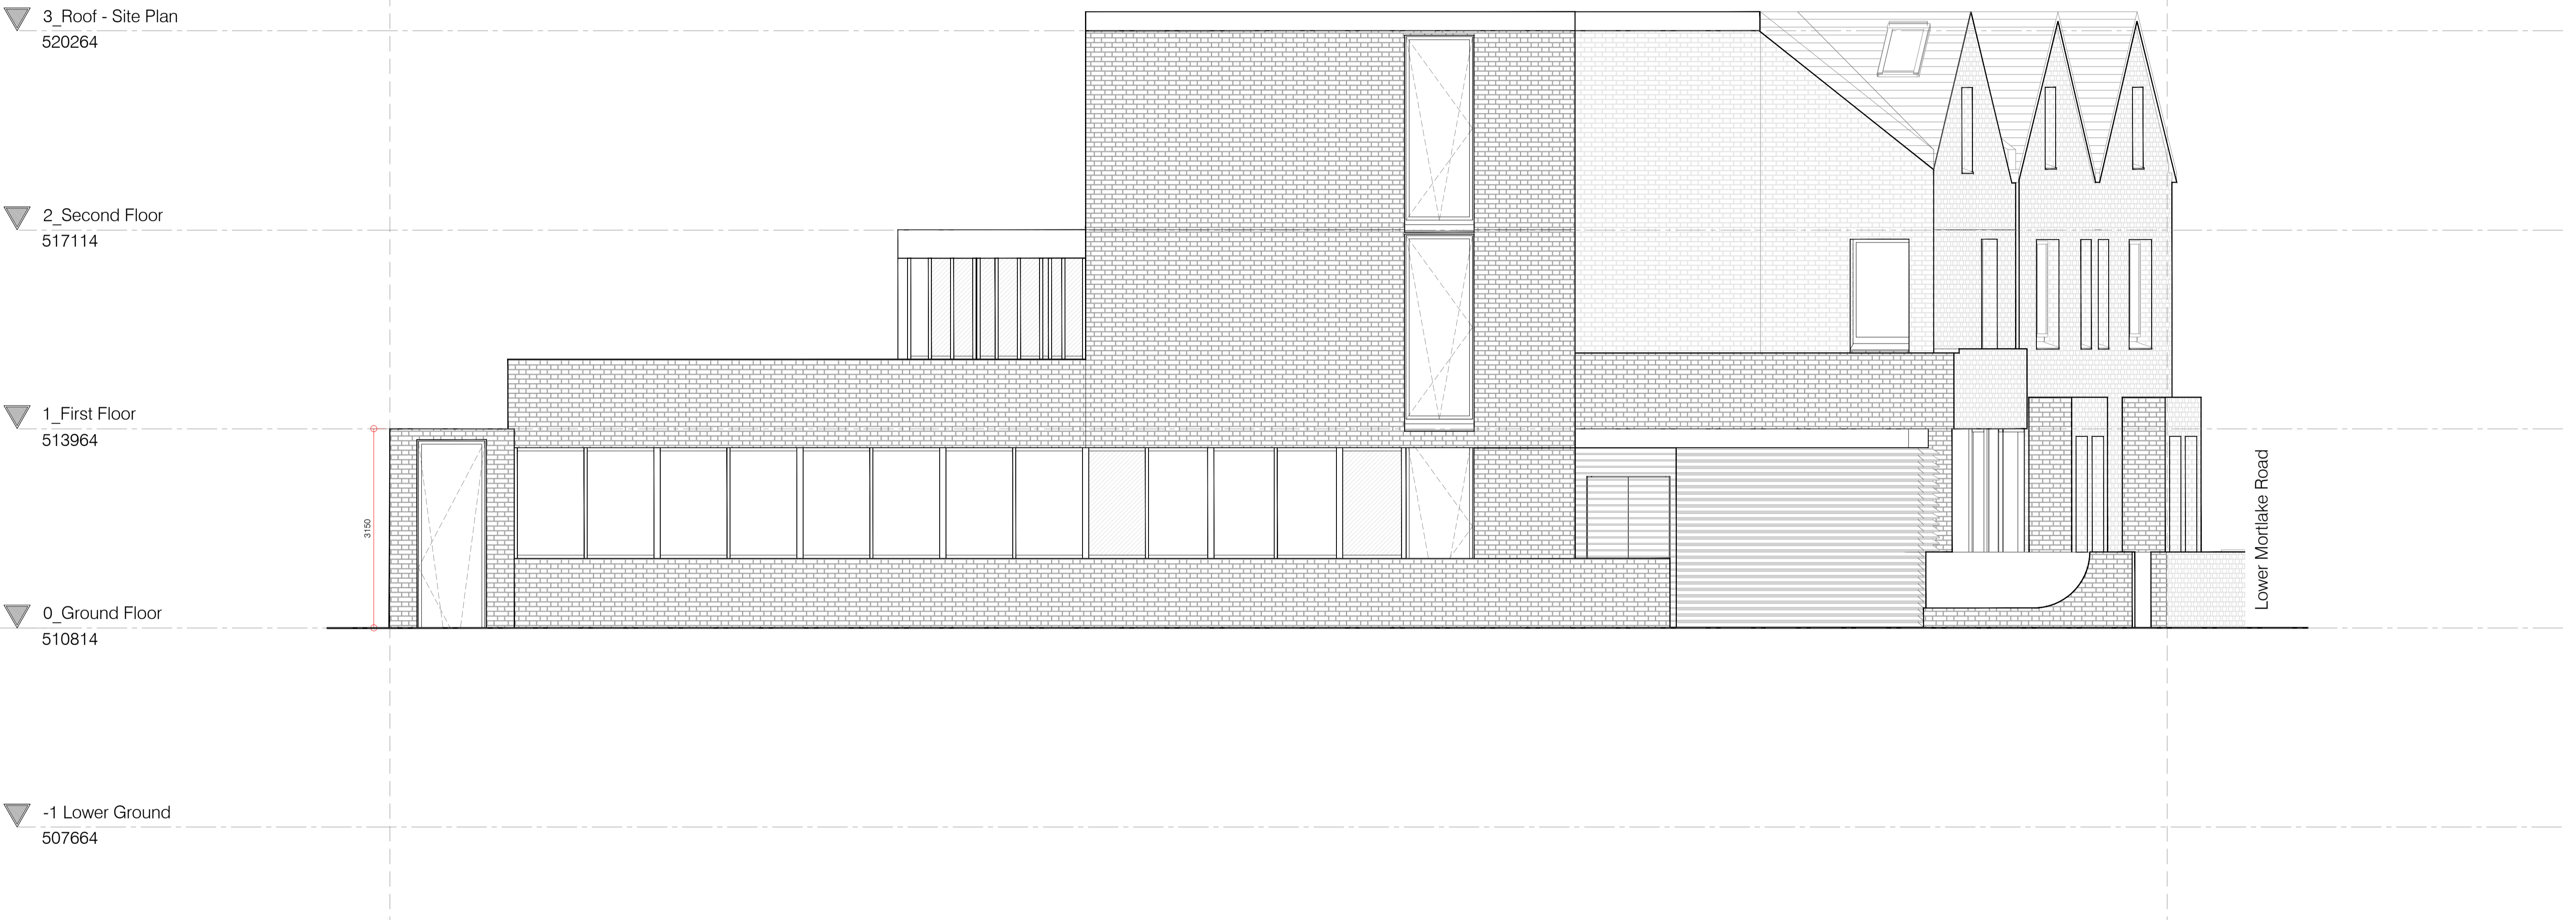 3_Roof - Site Plan
520264
2_Second Floor
517114
1_First Floor
513964
3150
0_Ground Floor
510814
Lower Mortlake Road
-1 Lower Ground
507664